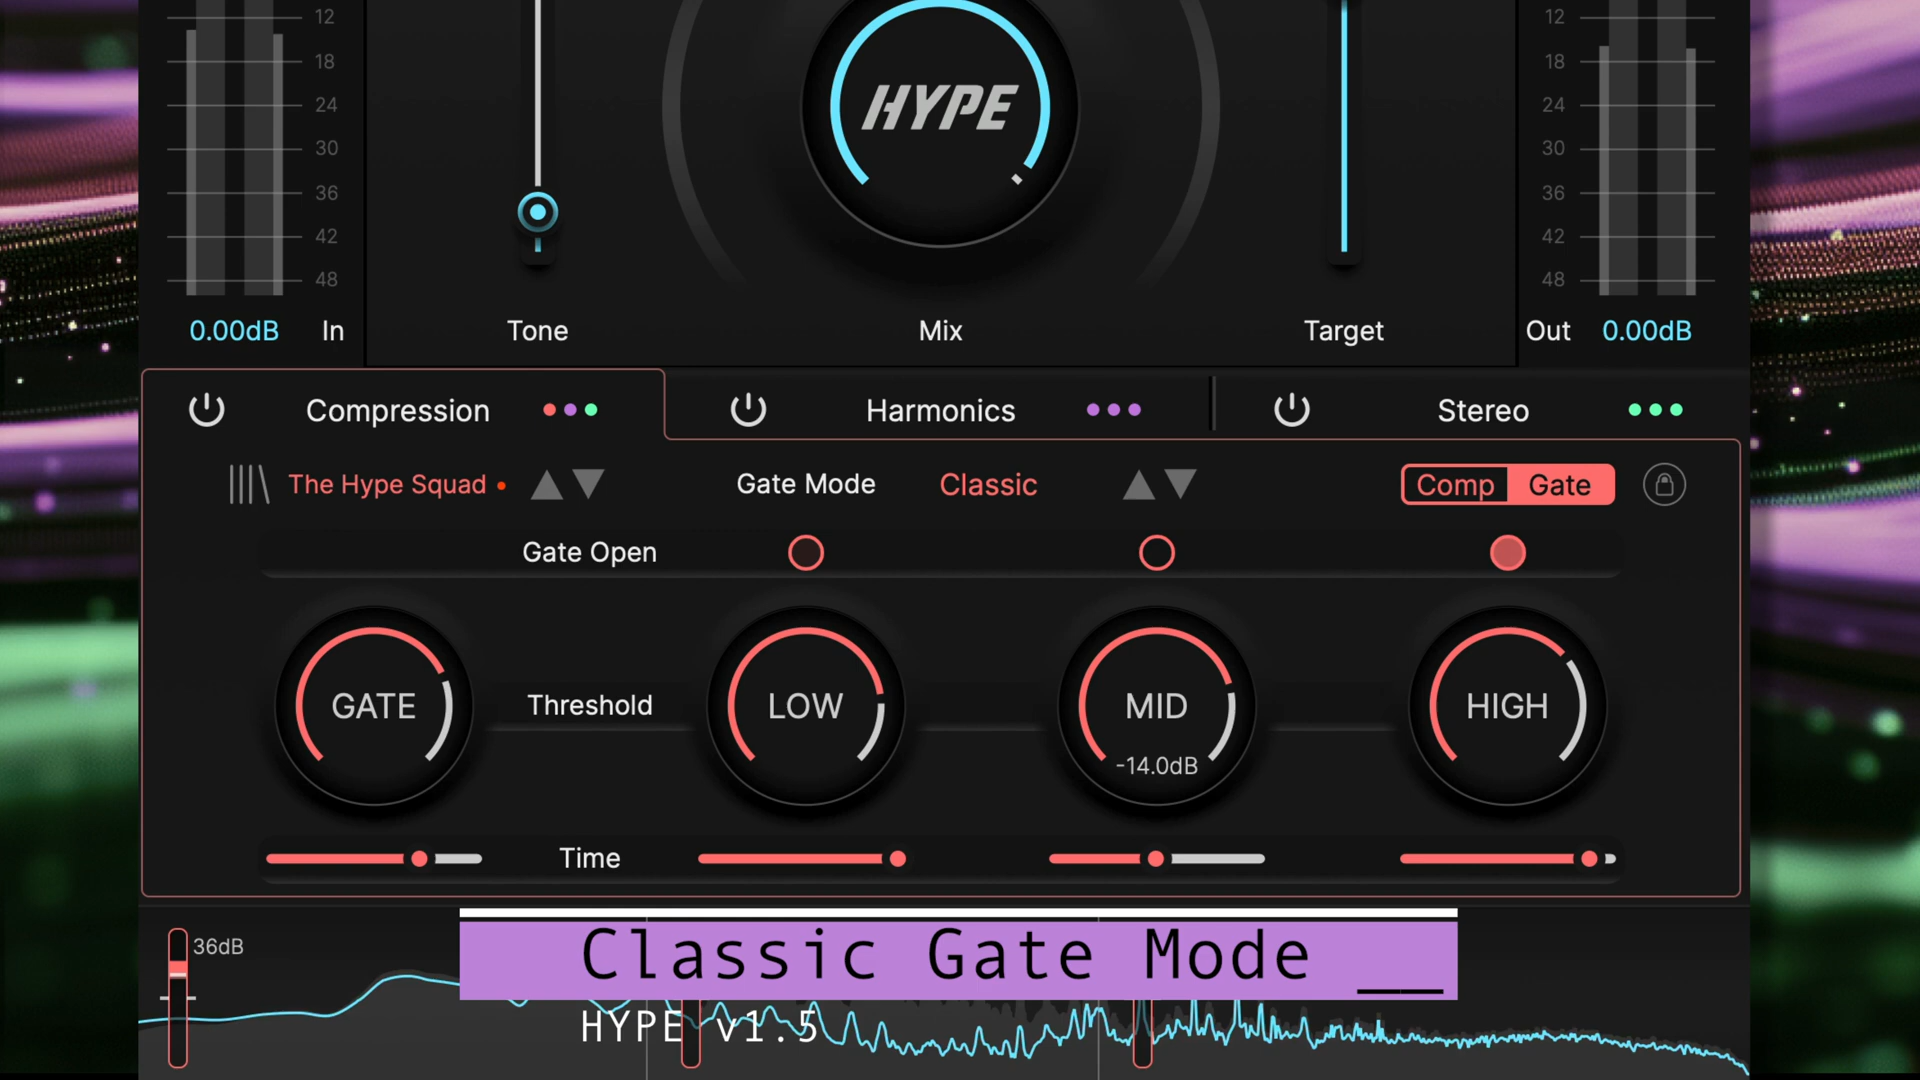 12
18
24
30
36
42
48
0.00dB In
HYPE
Tone
Mix
Target
12
18
24
30
36
42
48
Out 0.00dB
Compression
Harmonics
Stereo
The Hype Squad
Gate Mode
Classic
Comp
Gate
Gate Open
GATE
Threshold
LOW
MID
-14.0dB
HIGH
Time
36dB
Classic Gate Mode __
HYPE v1.5